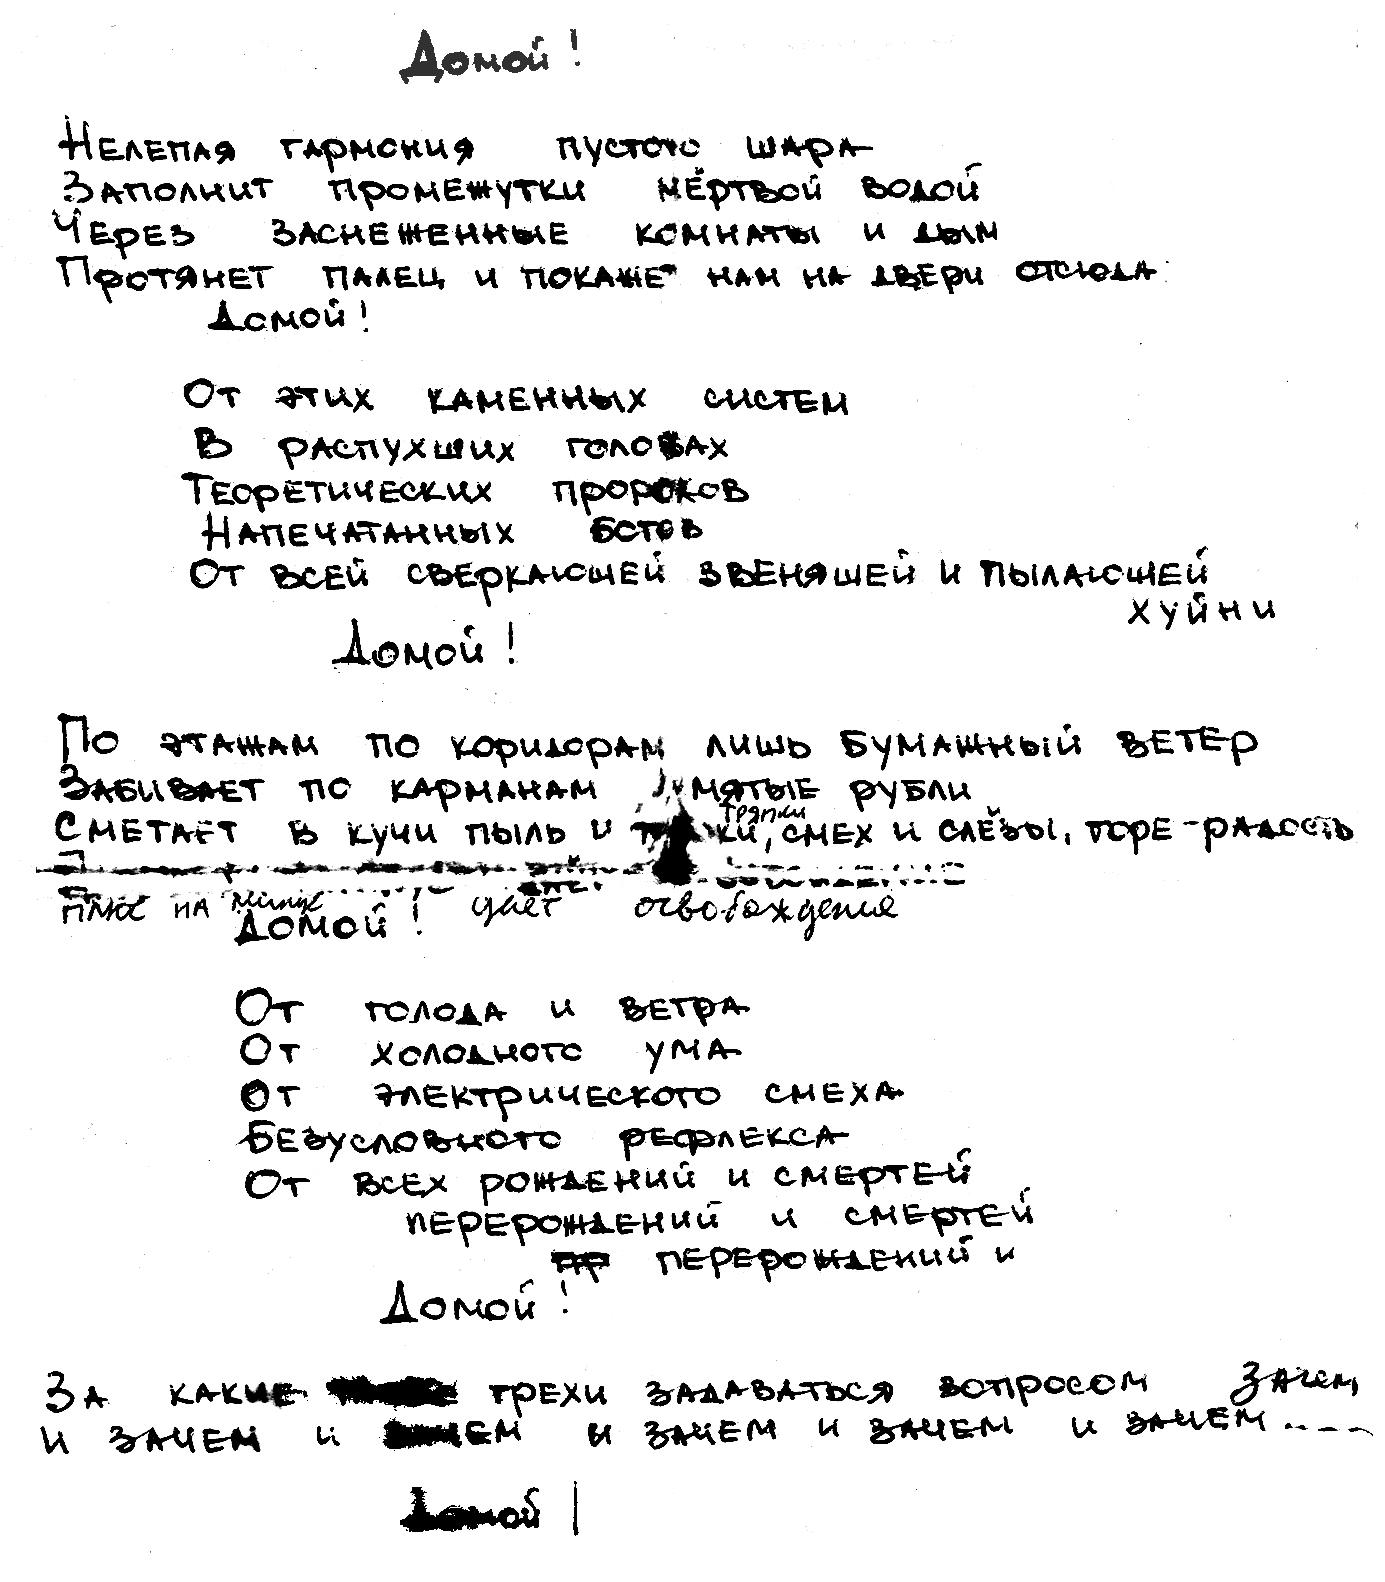 Домой!
Нелепая гармония пустого шара
Заполнит промежутки мёртвой водой
Через заснеженные комнаты и дым
Протянет палец и покажет нам на двери отсюда
Домой!
От этих каменных систем
В распухших головах
Теоретических пророков
Напечатанных богов
От всей сверкающей звенящей и пылающей
хуйни
Домой!
По этажам по коридорам лишь бумажный ветер
Забивает по карманам мятые рубли
тряпки
Сметает в кучи пыль и смех и слёзы, горе-радость
плюс на минус дает освобождение
Домой!
От голода и ветра
От холодного ума
От электрического смеха
Безусловного рефлекса
От всех рождений и смертей
перерождений и смертей
перерождений и
Домой!
За какие грехи задаваться вопросом Зачем
и зачем и зачем и зачем и зачем и зачем.....
Домой!